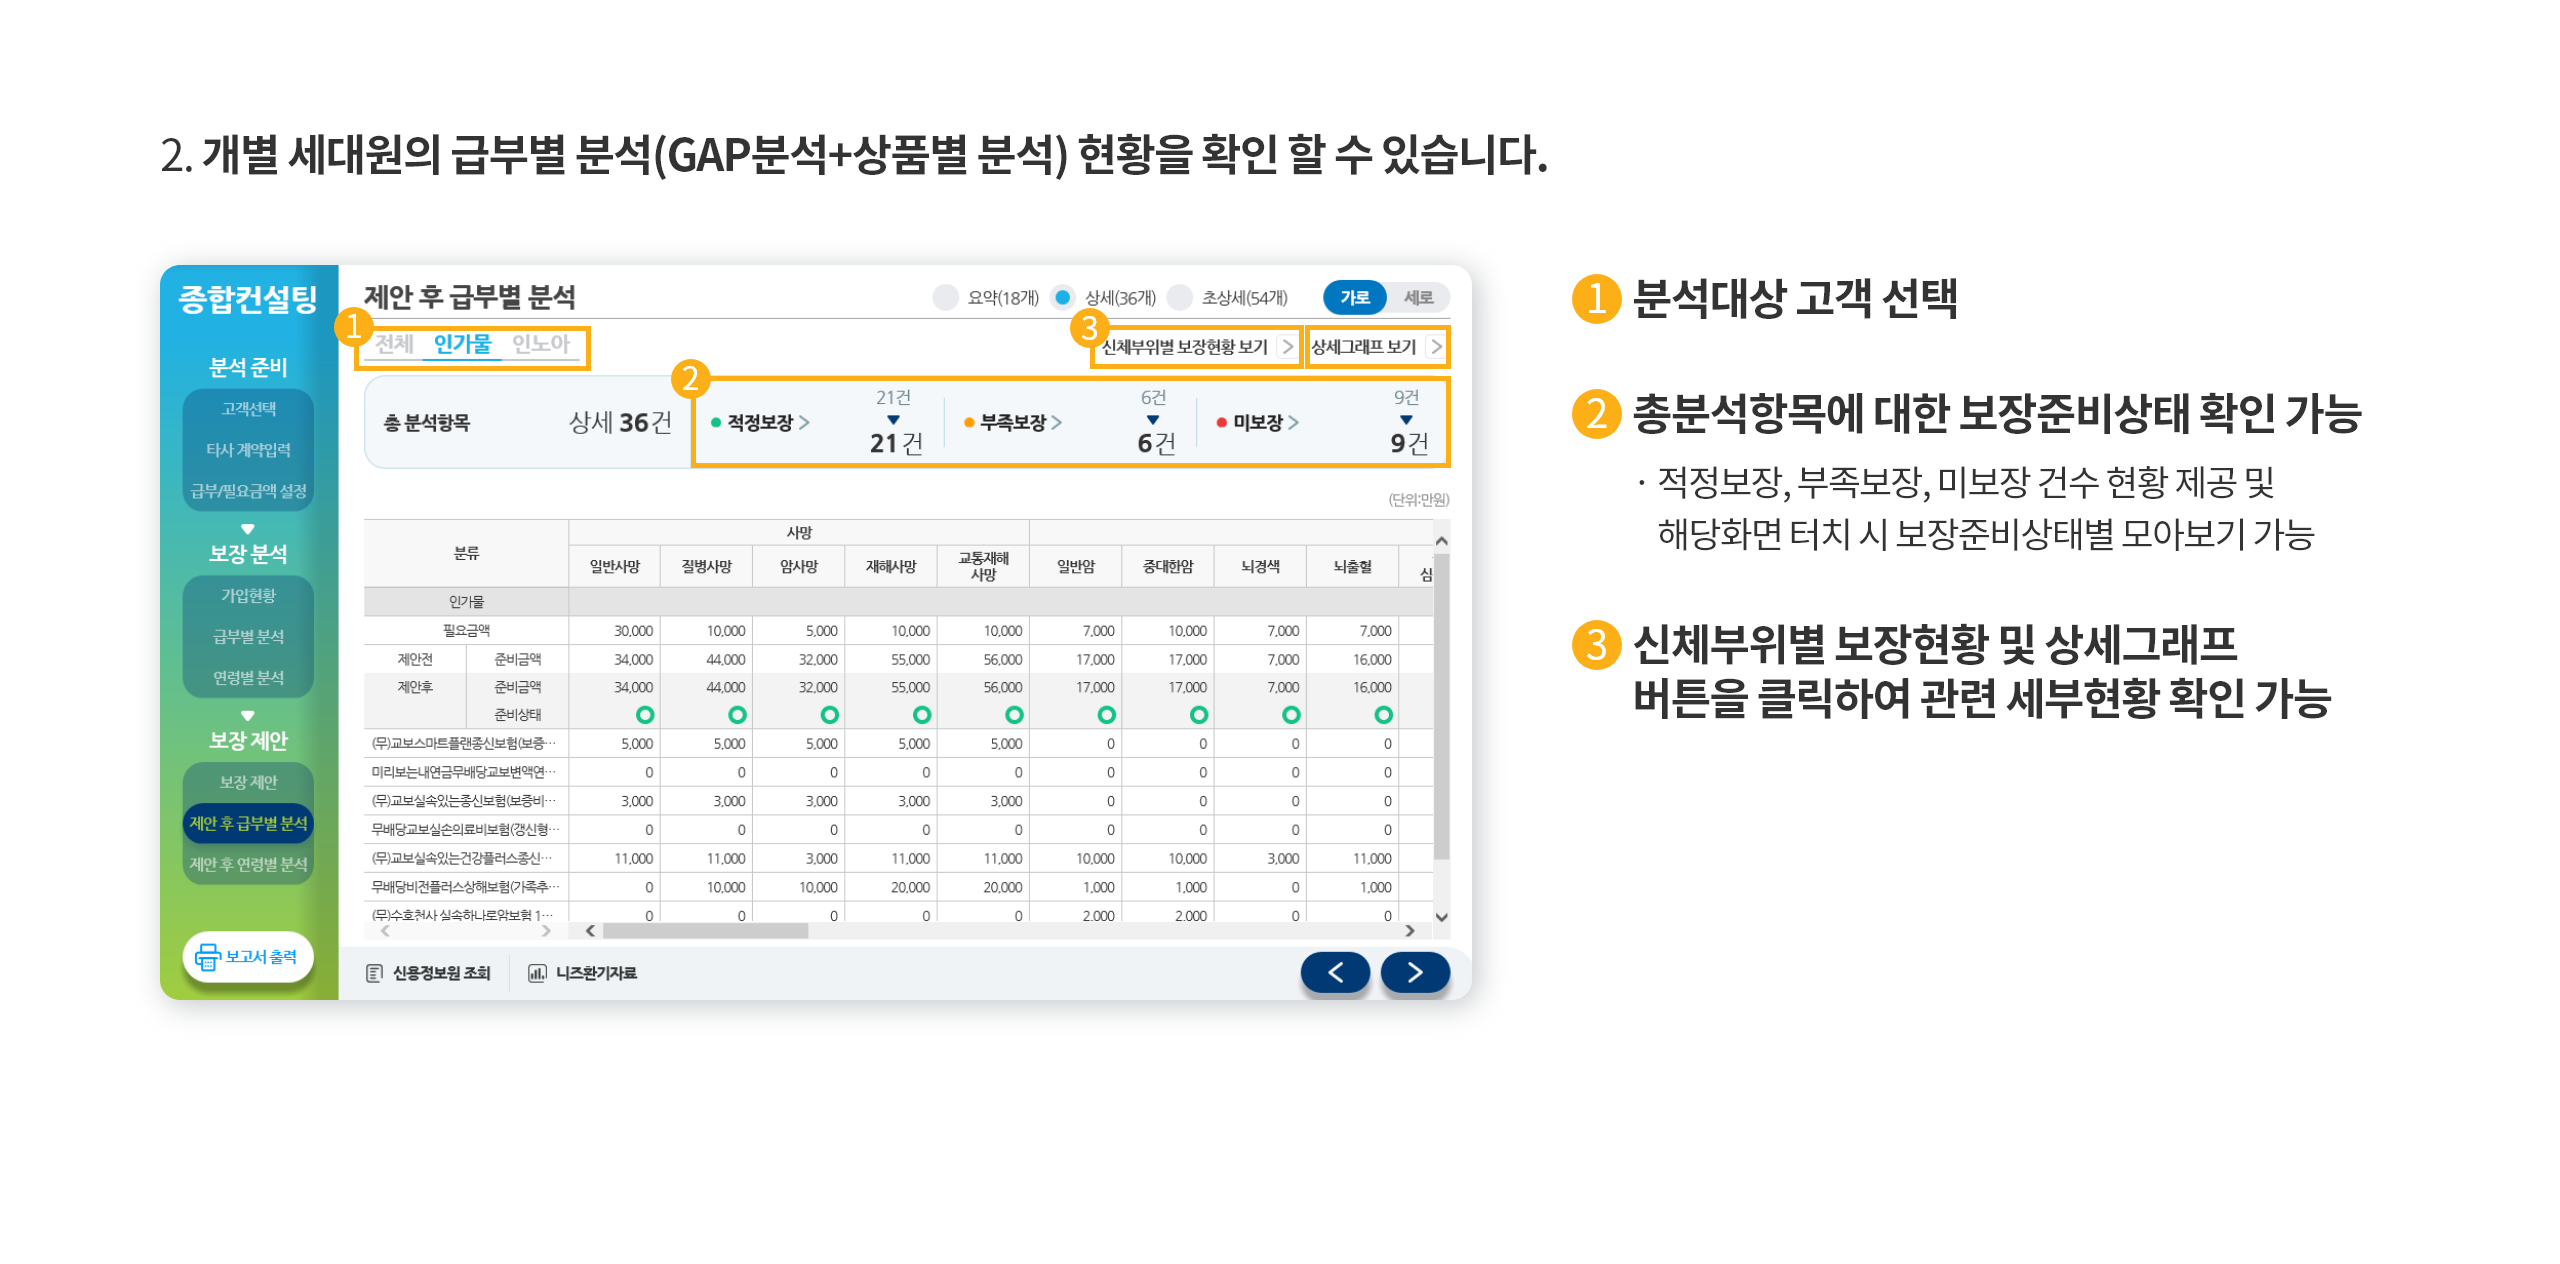 2. 개별 세대원의 급부별 분석(GAP분석+상품별 분석) 현황을 확인 할 수 있습니다.
종합컨설팅
분석 준비
고객선택
타사 계약입력
급부/필요금액 설정
보장 분석
가입현황
급부별 분석
연령별 분석
보장 제안
보장 제안
제안 후 급부별 분석
제안 후 연령별 분석
보고서 출력
제안 후 급부별 분석
요약(18개) 상세(36개) 초상세(54개) 가로 세로
1 전체 인가물 인노아
3 신체부위별 보장현황 보기 > 상세그래프 보기 >
2
총 분석항목 상세 36건
적정보장 > 21건 ▼ 21건
부족보장 > 6건 ▼ 6건
미보장 > 9건 ▼ 9건
(단위:만원)
분류 사망
일반사망 질병사망 암사망 재해사망 교통재해 사망 일반암 중대한암 뇌경색 뇌출혈 심
인가물
필요금액 30,000 10,000 5,000 10,000 10,000 7,000 10,000 7,000 7,000
제안전 준비금액 34,000 44,000 32,000 55,000 56,000 17,000 17,000 7,000 16,000
제안후 준비금액 34,000 44,000 32,000 55,000 56,000 17,000 17,000 7,000 16,000
준비상태
(무)교보스마트플랜종신보험(보증… 5,000 5,000 5,000 5,000 5,000 0 0 0 0
미리보는내연금무배당교보변액연… 0 0 0 0 0 0 0 0 0
(무)교보실속있는종신보험(보증비… 3,000 3,000 3,000 3,000 3,000 0 0 0 0
무배당교보실손의료비보험(갱신형… 0 0 0 0 0 0 0 0 0
(무)교보실속있는건강플러스종신… 11,000 11,000 3,000 11,000 11,000 10,000 10,000 3,000 11,000
무배당비전플러스상해보험(가족추… 0 10,000 10,000 20,000 20,000 1,000 1,000 0 1,000
(무)수호천사 실속하나로암보험 1… 0 0 0 0 0 2,000 2,000 0 0
신용정보원 조회 니즈환기자료
1 분석대상 고객 선택
2 총분석항목에 대한 보장준비상태 확인 가능
· 적정보장, 부족보장, 미보장 건수 현황 제공 및
해당화면 터치 시 보장준비상태별 모아보기 가능
3 신체부위별 보장현황 및 상세그래프
버튼을 클릭하여 관련 세부현황 확인 가능